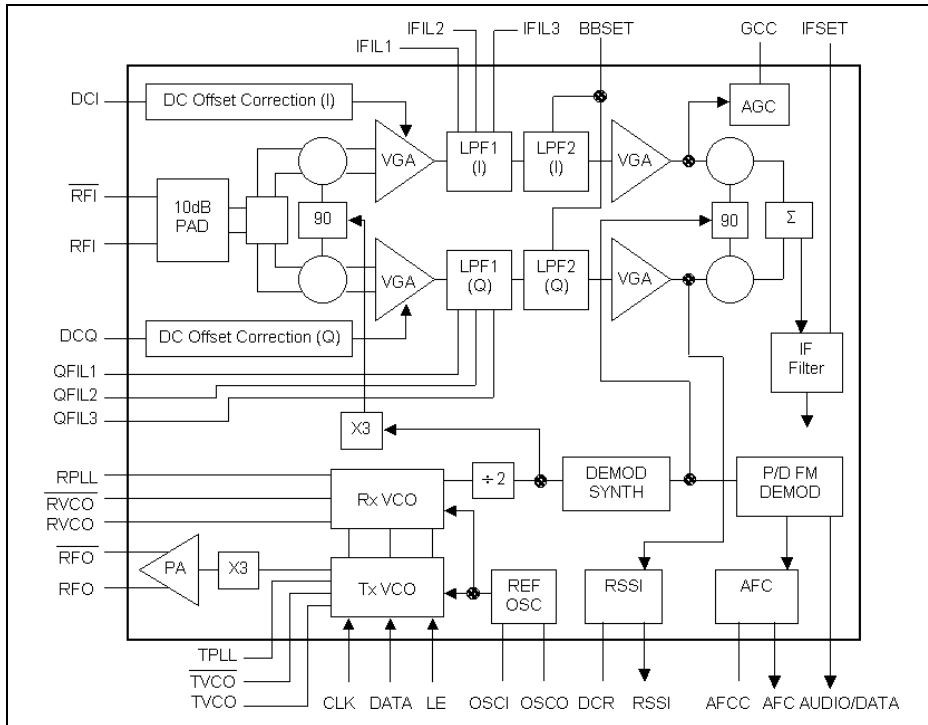 IFIL2
IFIL3
BBSET
GCC
IFSET
IFIL1
DCI
DC Offset Correction (I)
AGC
VGA
LPF1
(I)
LPF2
(I)
VGA
RFI
10dB
PAD
90
90
Σ
RFI
VGA
LPF1
(Q)
LPF2
(Q)
VGA
DCQ
DC Offset Correction (Q)
IF
Filter
QFIL1
QFIL2
QFIL3
X3
RPLL
RVCO
RVCO
Rx VCO
÷2
DEMOD
SYNTH
P/D FM
DEMOD
RFO
RFO
PA
X3
Tx VCO
REF
OSC
RSSI
AFC
TPLL
TVCO
TVCO
CLK
DATA
LE
OSCI
OSCO
DCR
RSSI
AFCC
AFC
AUDIO/DATA